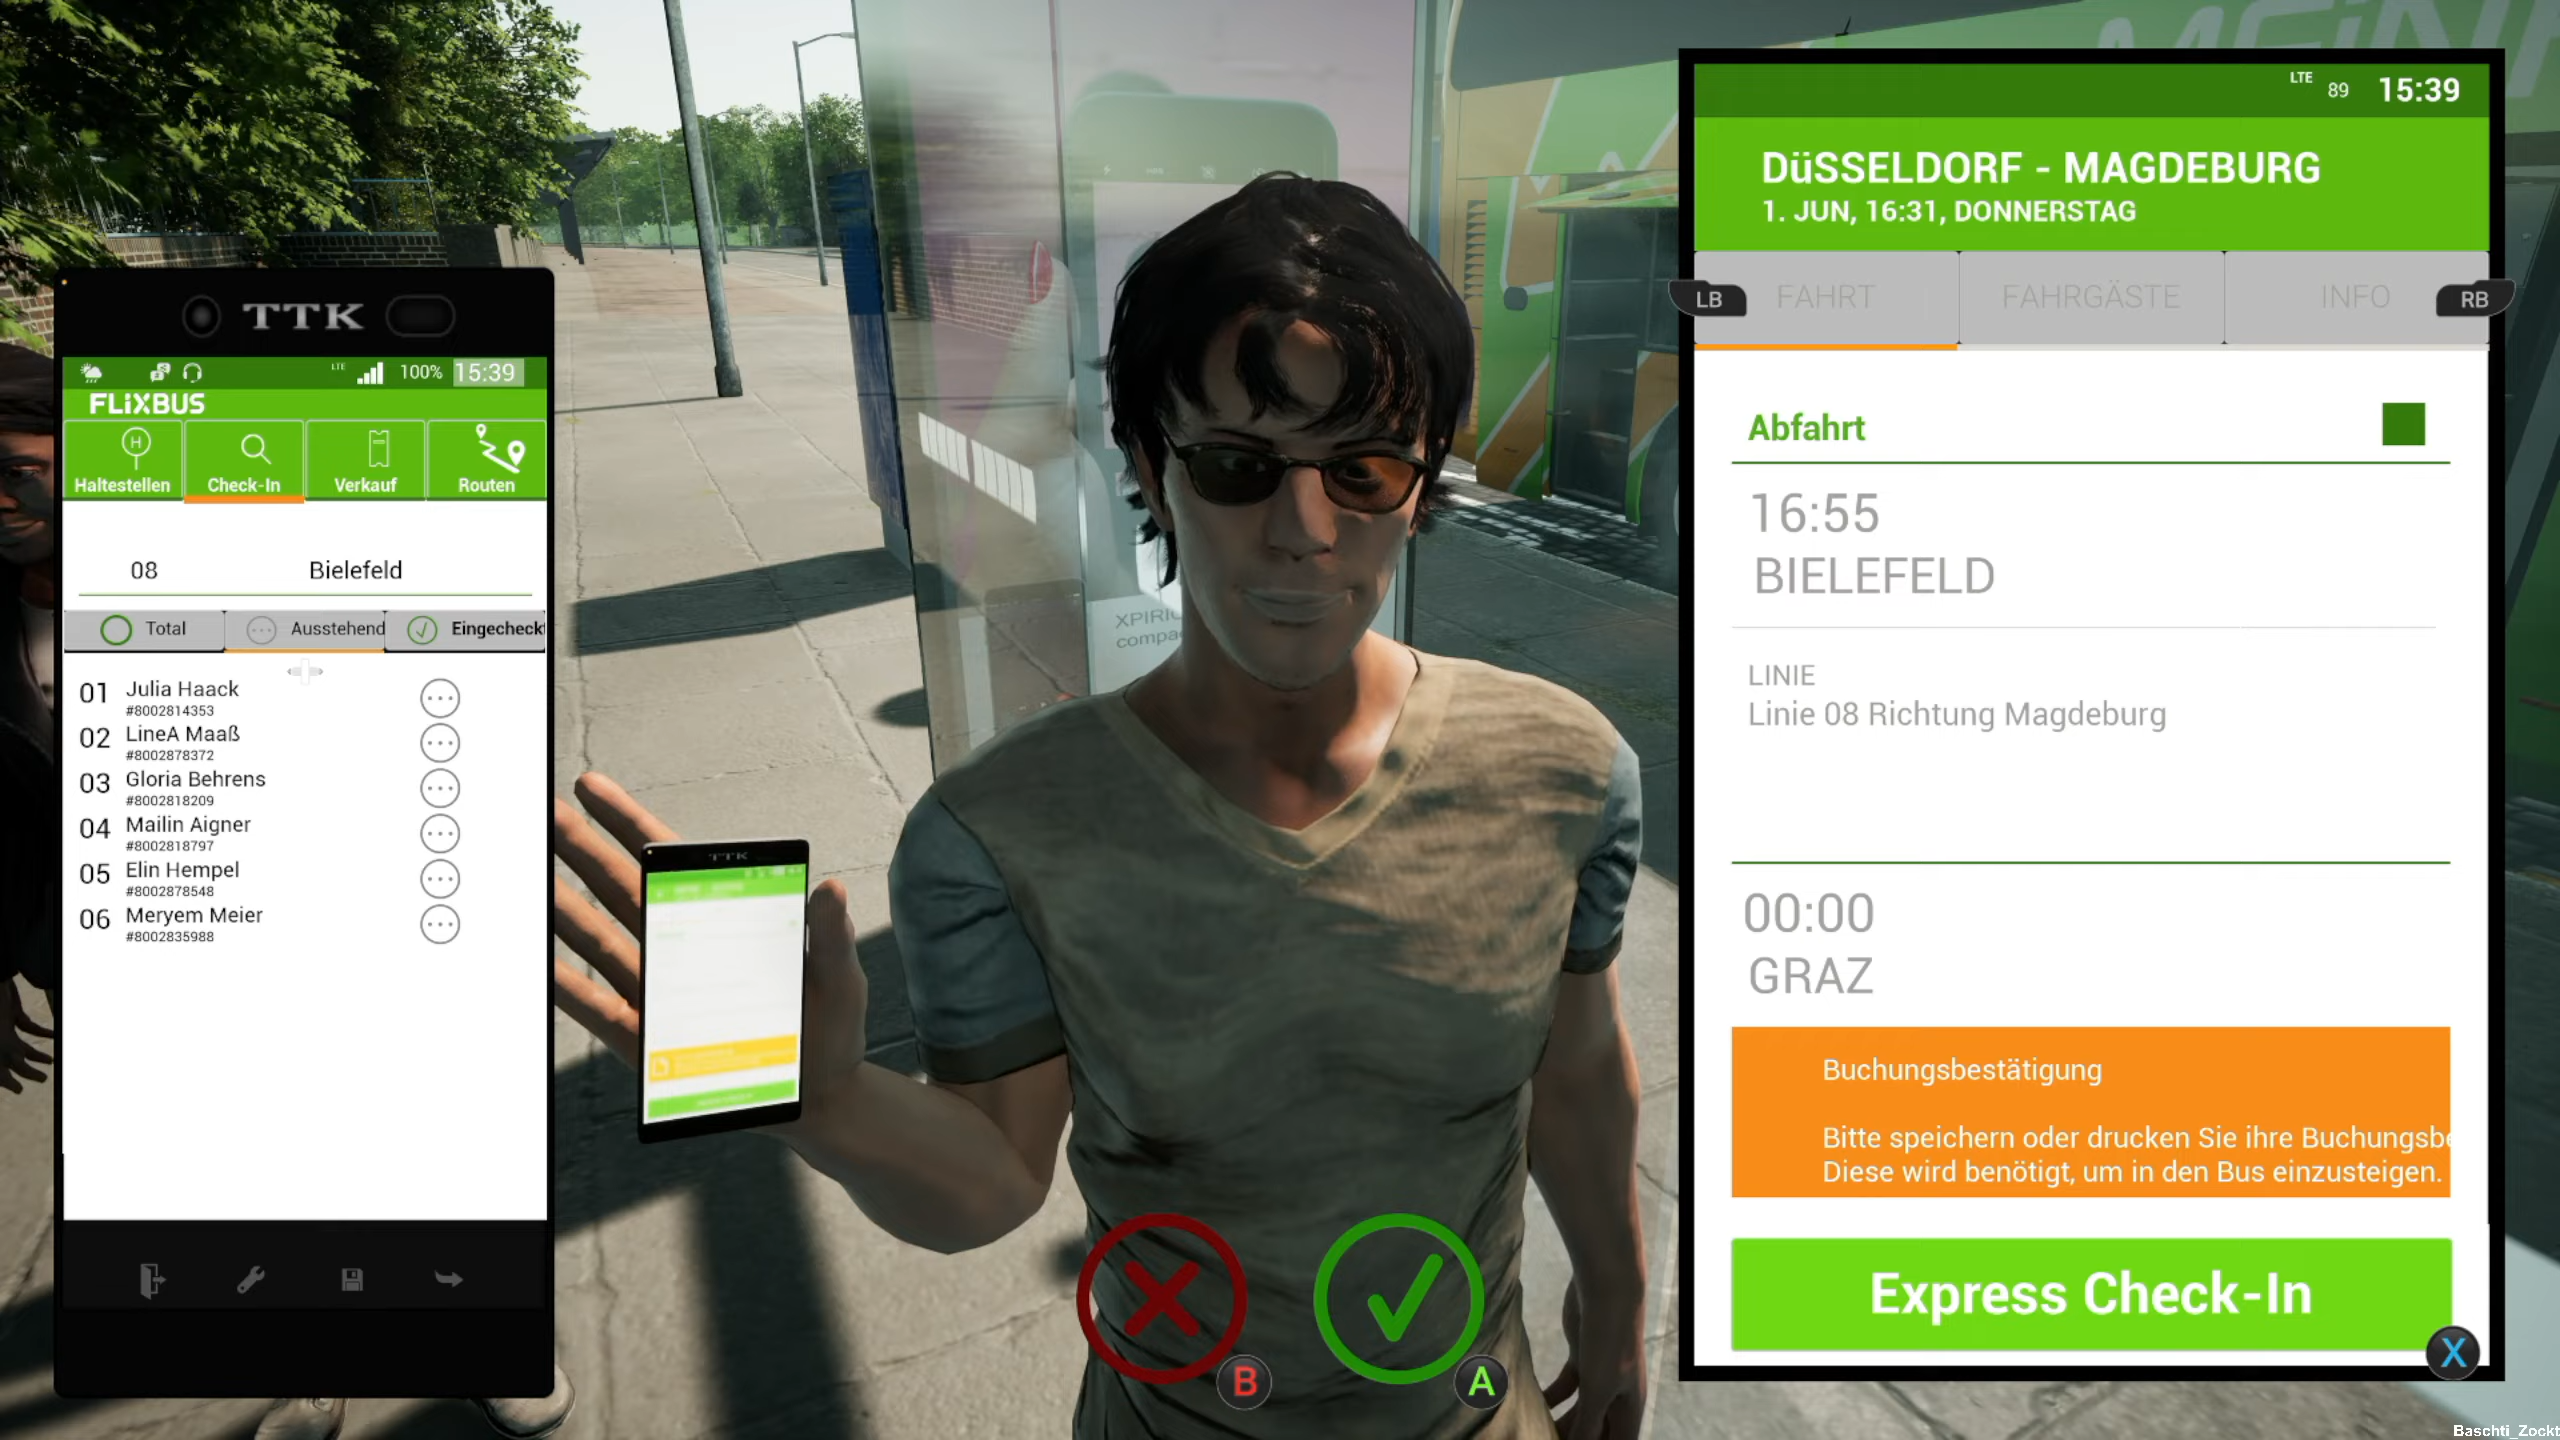 TTK
LTE 100% 15:39
FLiXBUS
Haltestellen Check-In Verkauf Routen
08 Bielefeld
Total Ausstehend Eingecheckt
01 Julia Haack
#8002814353
02 LineA Maaß
#8002878372
03 Gloria Behrens
#8002818209
04 Mailin Aigner
#8002818797
05 Elin Hempel
#8002878548
06 Meryem Meier
#8002835988
TTK
compa
B
A
LTE 89 15:39
DüSSELDORF - MAGDEBURG
1. JUN, 16:31, DONNERSTAG
LB FAHRT FAHRGÄSTE INFO RB
Abfahrt
16:55
BIELEFELD
LINIE
Linie 08 Richtung Magdeburg
00:00
GRAZ
Buchungsbestätigung
Bitte speichern oder drucken Sie ihre Buchungsbe
Diese wird benötigt, um in den Bus einzusteigen.
Express Check-In
X
Baschti_Zockt